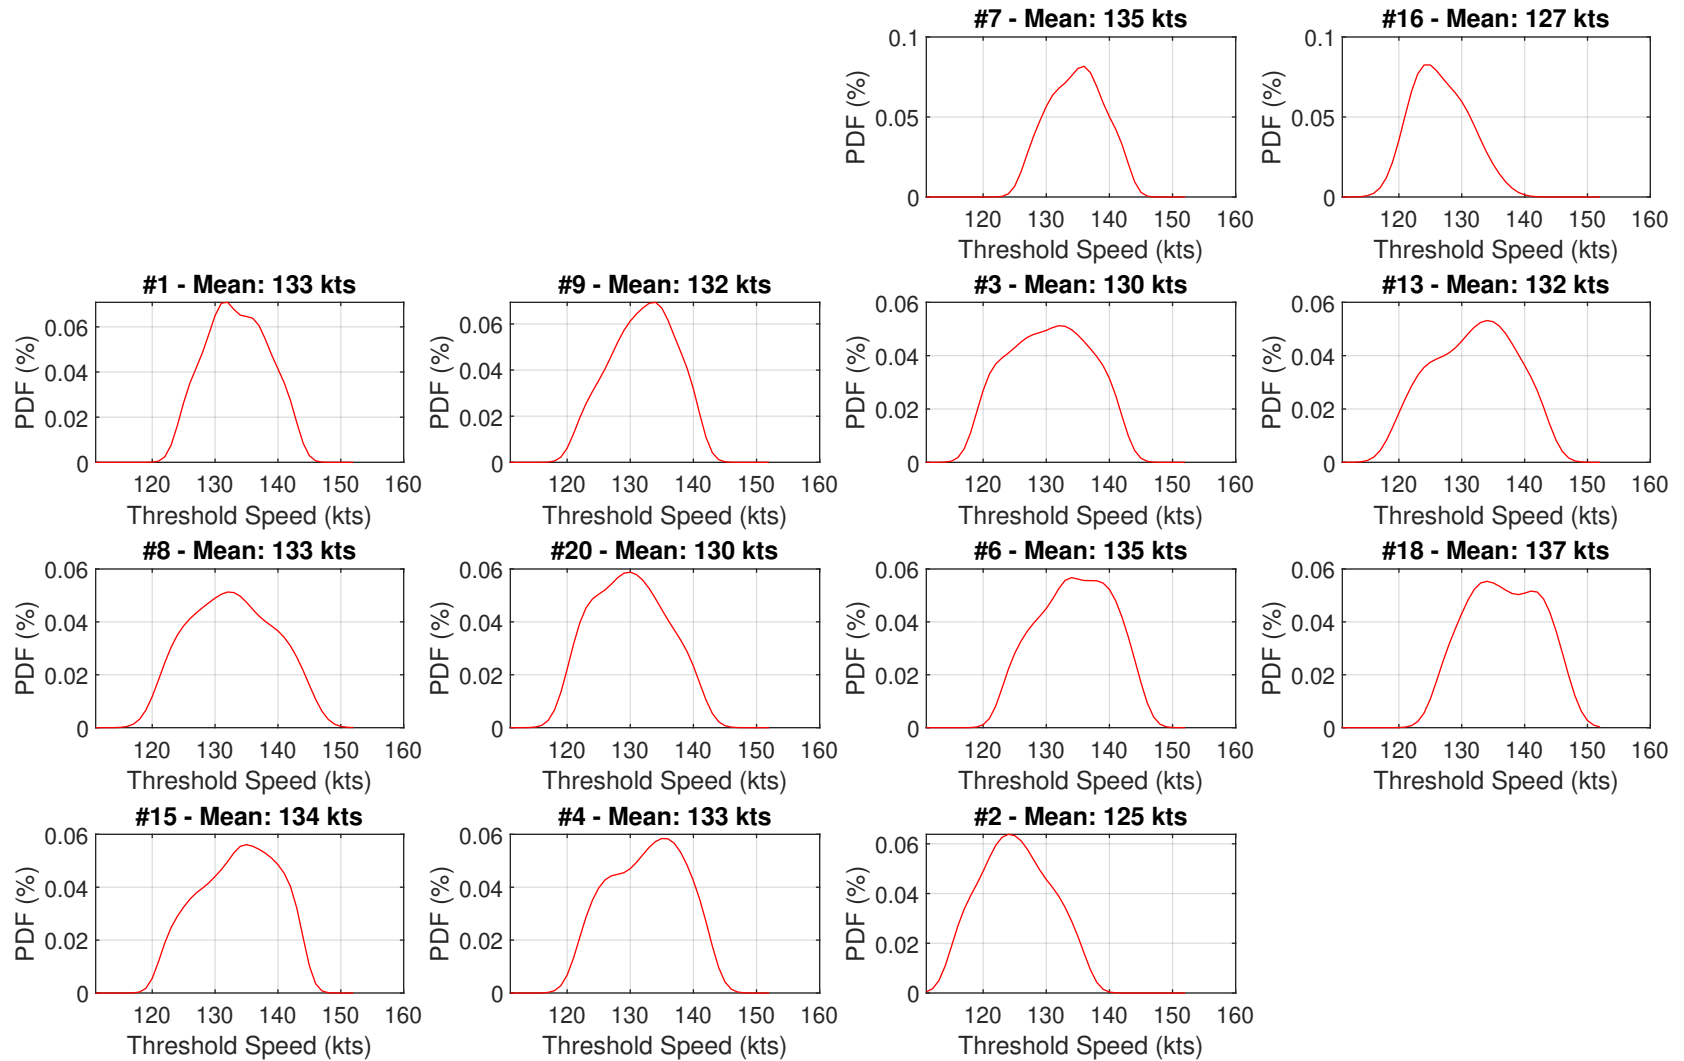 #7 - Mean: 135 kts
PDF (%)
0.1
0.05
0
120 130 140 150 160
Threshold Speed (kts)
#16 - Mean: 127 kts
PDF (%)
0.1
0.05
0
120 130 140 150 160
Threshold Speed (kts)
#1 - Mean: 133 kts
PDF (%)
0.06
0.04
0.02
0
120 130 140 150 160
Threshold Speed (kts)
#9 - Mean: 132 kts
PDF (%)
0.06
0.04
0.02
0
120 130 140 150 160
Threshold Speed (kts)
#3 - Mean: 130 kts
PDF (%)
0.06
0.04
0.02
0
120 130 140 150 160
Threshold Speed (kts)
#13 - Mean: 132 kts
PDF (%)
0.06
0.04
0.02
0
120 130 140 150 160
Threshold Speed (kts)
#8 - Mean: 133 kts
PDF (%)
0.06
0.04
0.02
0
120 130 140 150 160
Threshold Speed (kts)
#20 - Mean: 130 kts
PDF (%)
0.06
0.04
0.02
0
120 130 140 150 160
Threshold Speed (kts)
#6 - Mean: 135 kts
PDF (%)
0.06
0.04
0.02
0
120 130 140 150 160
Threshold Speed (kts)
#18 - Mean: 137 kts
PDF (%)
0.06
0.04
0.02
0
120 130 140 150 160
Threshold Speed (kts)
#15 - Mean: 134 kts
PDF (%)
0.06
0.04
0.02
0
120 130 140 150 160
Threshold Speed (kts)
#4 - Mean: 133 kts
PDF (%)
0.06
0.04
0.02
0
120 130 140 150 160
Threshold Speed (kts)
#2 - Mean: 125 kts
PDF (%)
0.06
0.04
0.02
0
120 130 140 150 160
Threshold Speed (kts)